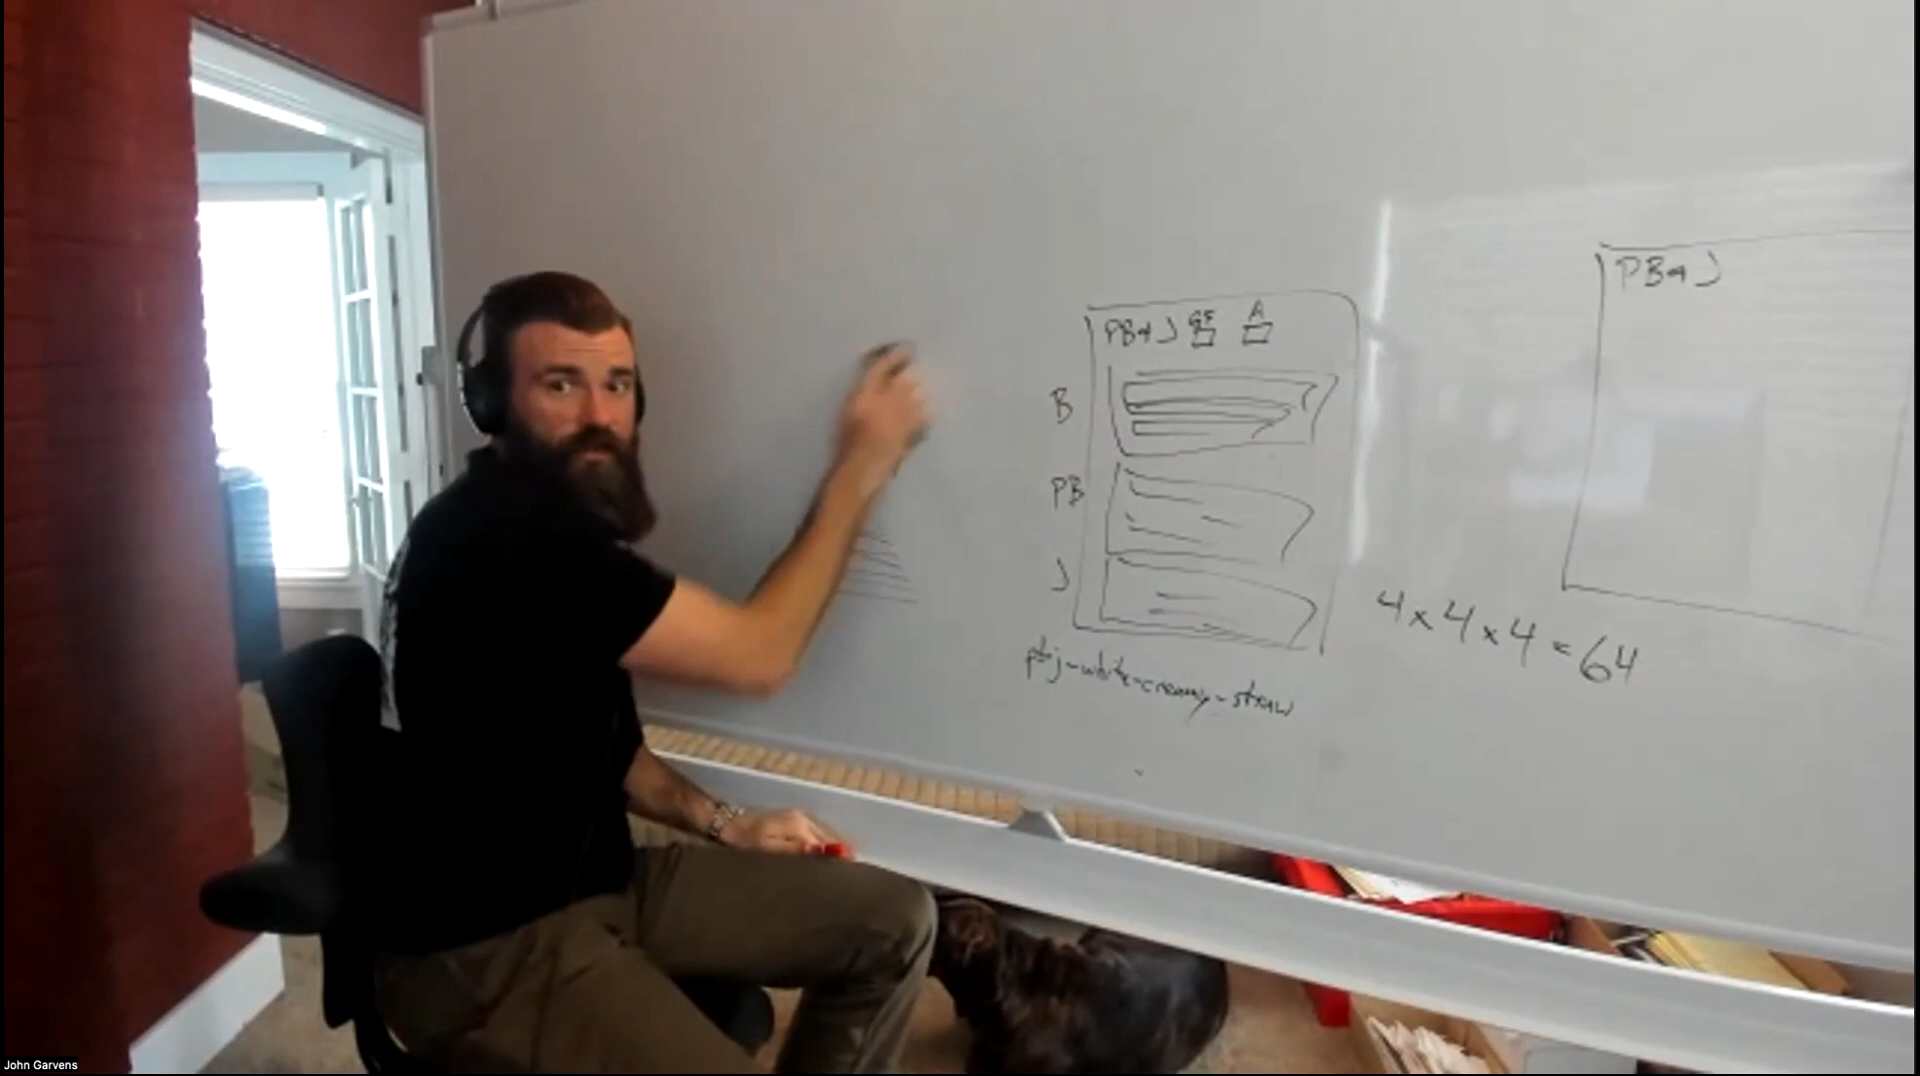 PB&J GF A
B
PB
J
pbj-white-creamy-straw
4x4x4=64
PB&J
John Garvens